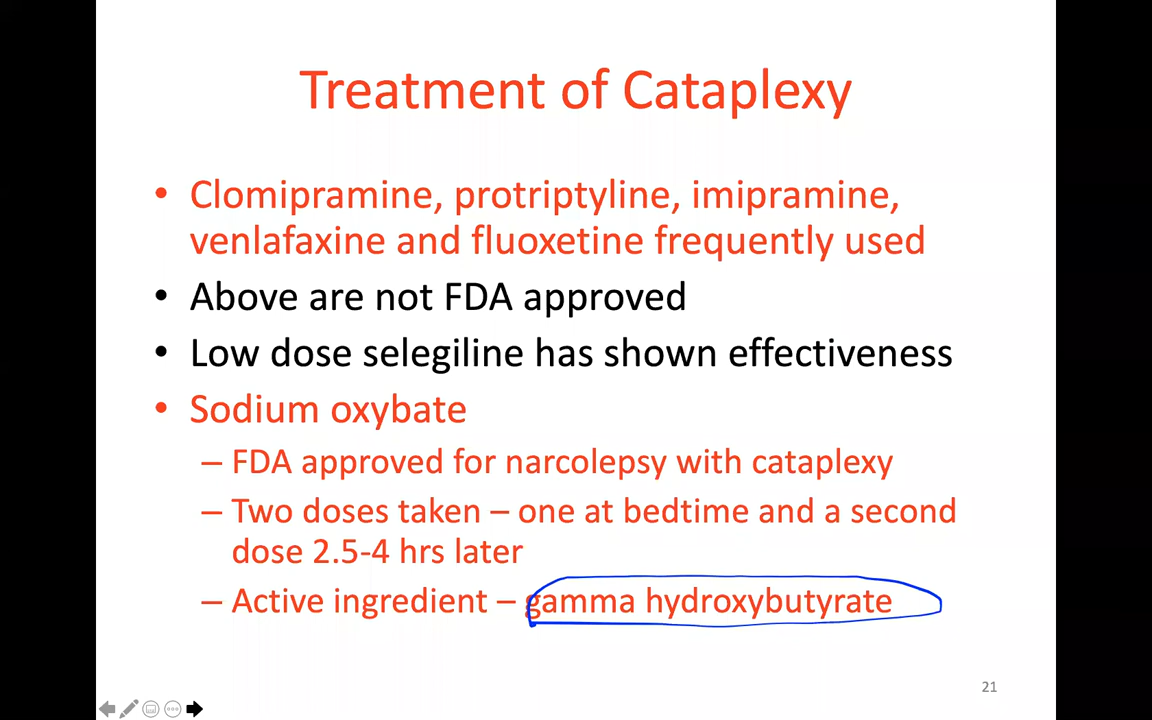 Treatment of Cataplexy
• Clomipramine, protriptyline, imipramine,
venlafaxine and fluoxetine frequently used
• Above are not FDA approved
• Low dose selegiline has shown effectiveness
• Sodium oxybate
– FDA approved for narcolepsy with cataplexy
– Two doses taken – one at bedtime and a second
dose 2.5-4 hrs later
– Active ingredient – gamma hydroxybutyrate
21